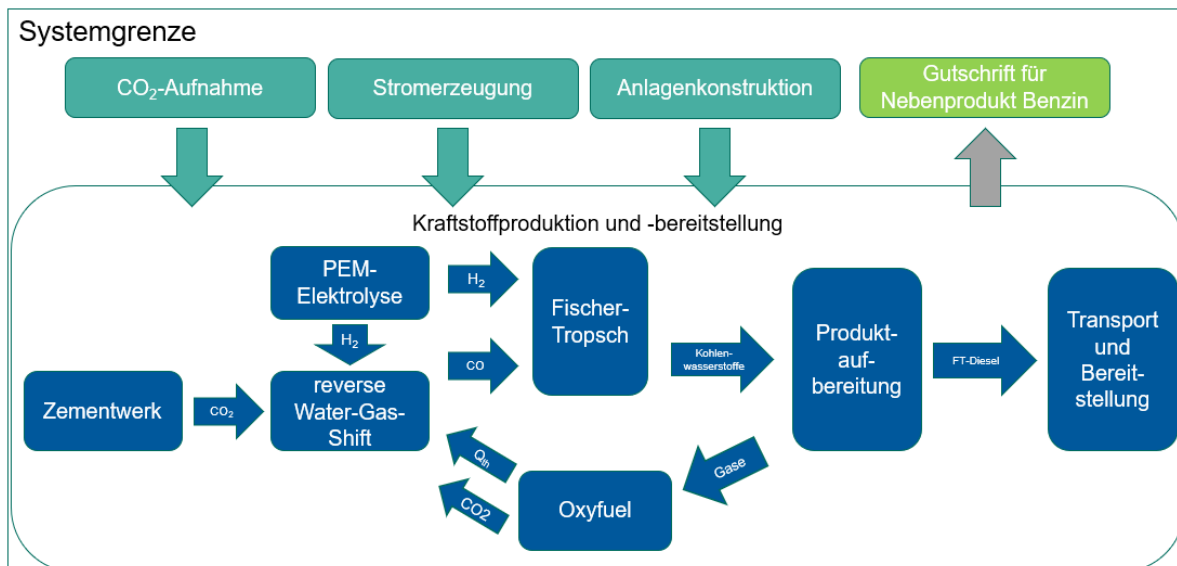 Systemgrenze
CO₂-Aufnahme
Stromerzeugung
Anlagenkonstruktion
Gutschrift für
Nebenprodukt Benzin
Kraftstoffproduktion und -bereitstellung
PEM-
Elektrolyse
H₂
H₂
Fischer-
Tropsch
Zementwerk
CO₂
reverse
Water-Gas-
Shift
CO
Kohlen-
wasserstoffe
Produkt-
auf-
bereitung
FT-Diesel
Transport
und
Bereit-
stellung
Gase
Oxyfuel
Qth
CO2